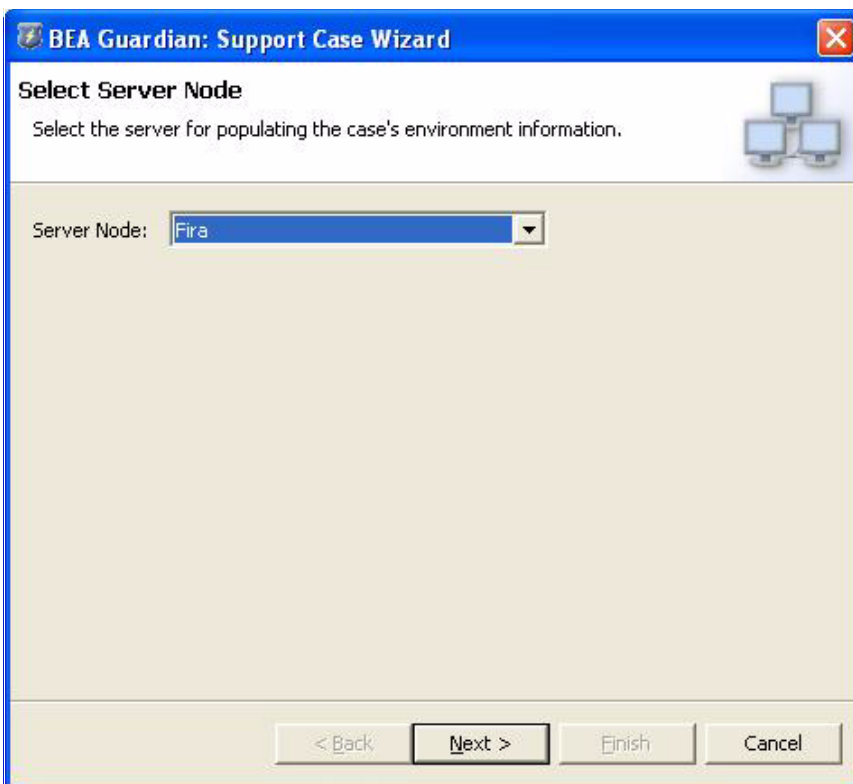 BEA Guardian: Support Case Wizard
Select Server Node
Select the server for populating the case's environment information.
Server Node: Fira
< Back Next > Finish Cancel